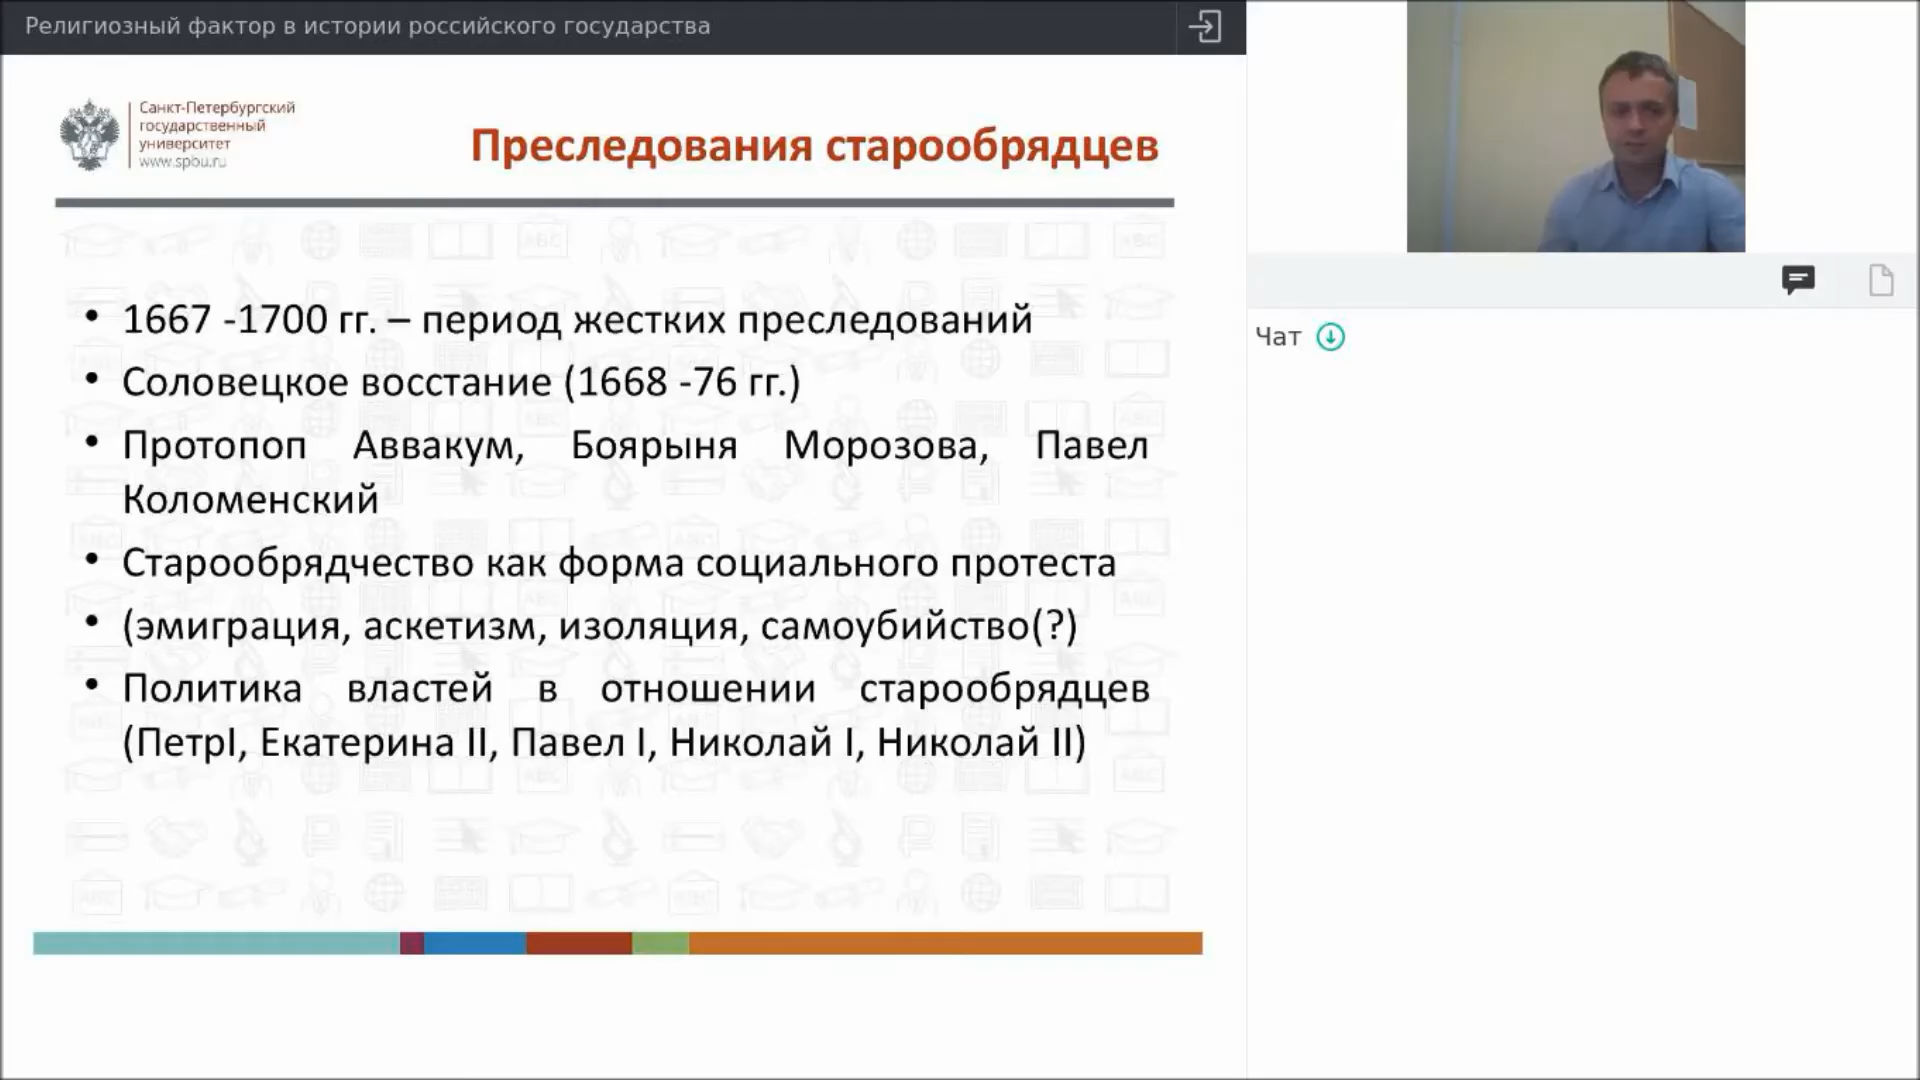 Религиозный фактор в истории российского государства
Санкт-Петербургский
государственный
университет
www.spbu.ru
Преследования старообрядцев
• 1667 -1700 гг. – период жестких преследований
• Соловецкое восстание (1668 -76 гг.)
• Протопоп Аввакум, Боярыня Морозова, Павел
Коломенский
• Старообрядчество как форма социального протеста
• (эмиграция, аскетизм, изоляция, самоубийство(?)
• Политика властей в отношении старообрядцев
(ПетрI, Екатерина II, Павел I, Николай I, Николай II)
Чат